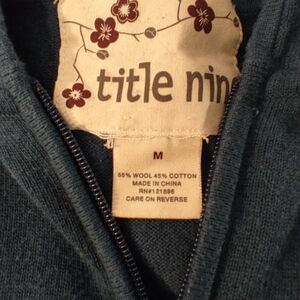 title nin
M
55% WOOL 45% COTTON
MADE IN CHINA
RN#121886
CARE ON REVERSE